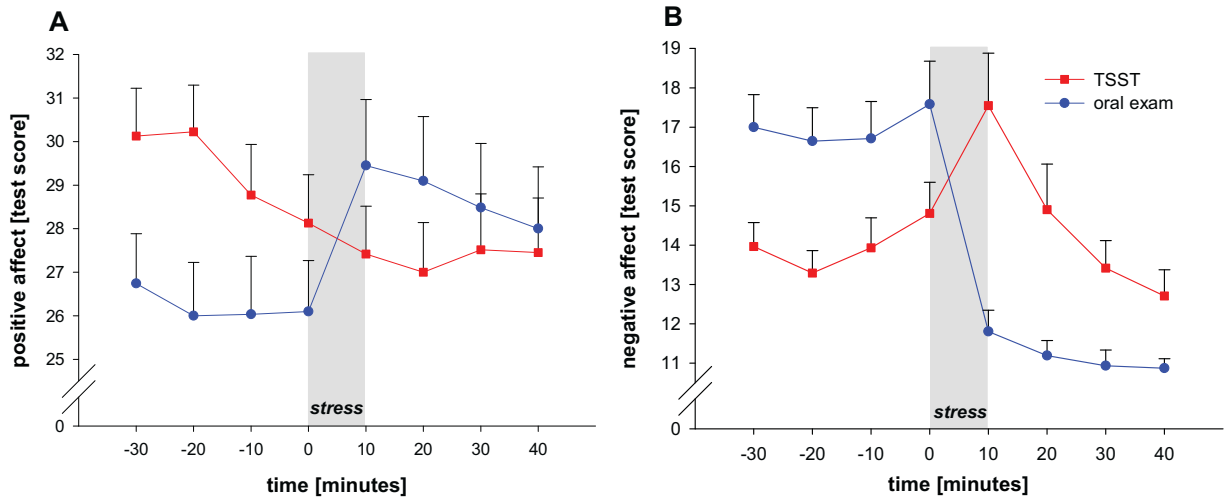 A
positive affect [test score]
32
31
30
29
28
27
26
25
0
stress
-30 -20 -10 0 10 20 30 40
time [minutes]
B
negative affect [test score]
19
18
17
16
15
14
13
12
11
0
TSST
oral exam
stress
-30 -20 -10 0 10 20 30 40
time [minutes]